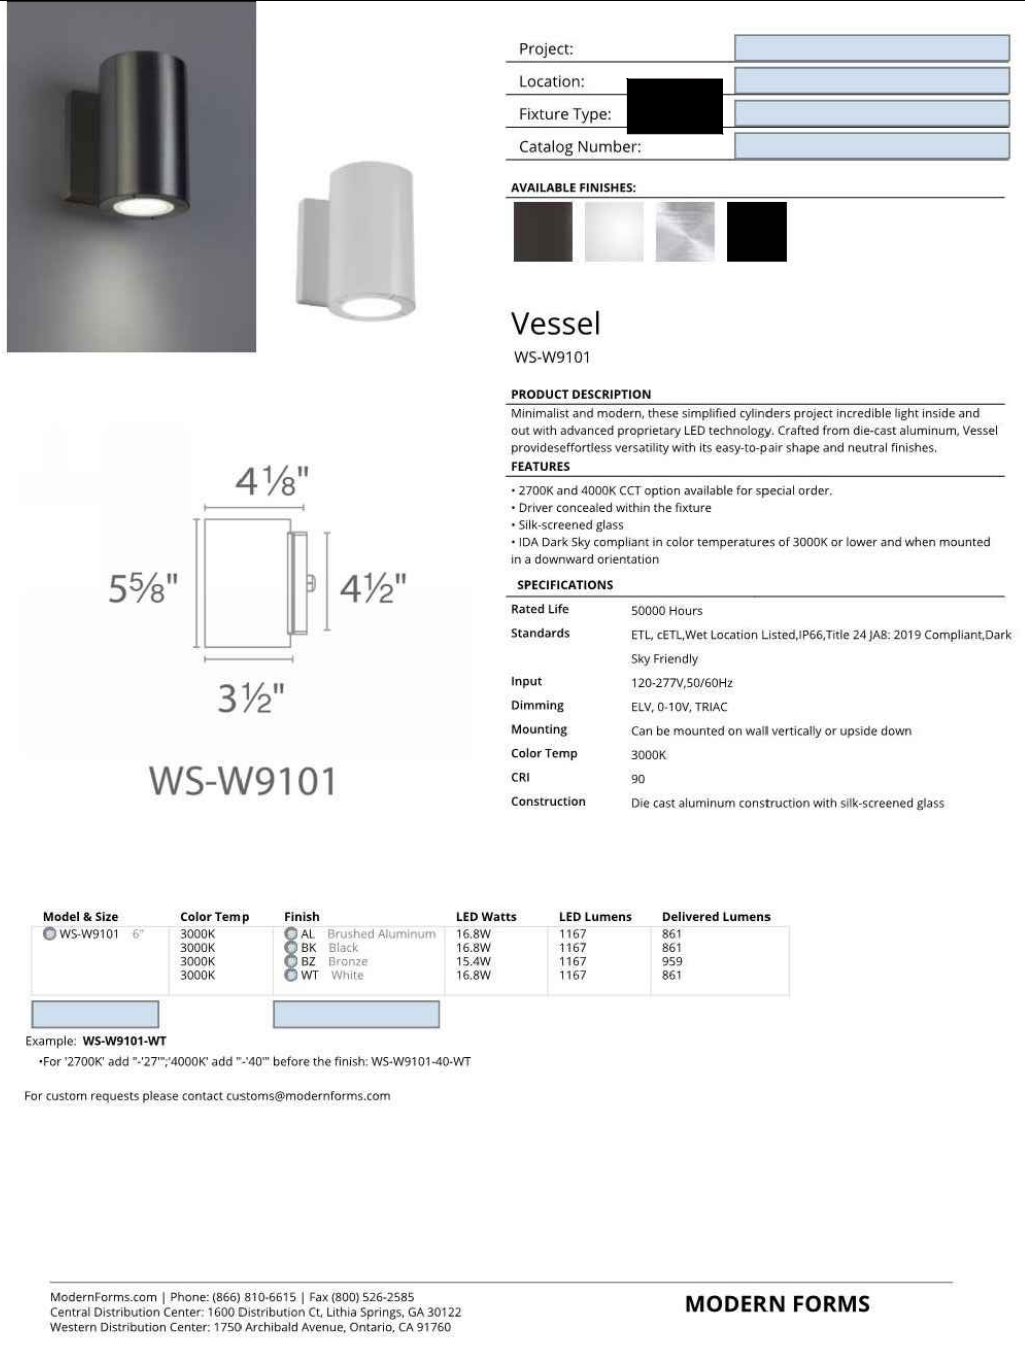 Project:
Location:
Fixture Type:
Catalog Number:
AVAILABLE FINISHES:
Vessel
WS-W9101
PRODUCT DESCRIPTION
Minimalist and modern, these simplified cylinders project incredible light inside and
out with advanced proprietary LED technology. Crafted from die-cast aluminum, Vessel
provideseffortless versatility with its easy-to-pair shape and neutral finishes.
FEATURES
• 2700K and 4000K CCT option available for special order.
• Driver concealed within the fixture
• Silk-screened glass
• IDA Dark Sky compliant in color temperatures of 3000K or lower and when mounted
in a downward orientation
SPECIFICATIONS
Rated Life 50000 Hours
Standards ETL, cETL,Wet Location Listed,IP66,Title 24 JA8: 2019 Compliant,Dark
Sky Friendly
Input 120-277V,50/60Hz
Dimming ELV, 0-10V, TRIAC
Mounting Can be mounted on wall vertically or upside down
Color Temp 3000K
CRI 90
Construction Die cast aluminum construction with silk-screened glass
4⅛"
5⅝"
4½"
3½"
WS-W9101
Model & Size Color Temp Finish LED Watts LED Lumens Delivered Lumens
WS-W9101 6" 3000K AL Brushed Aluminum 16.8W 1167 861
3000K BK Black 16.8W 1167 861
3000K BZ Bronze 15.4W 1167 959
3000K WT White 16.8W 1167 861
Example: WS-W9101-WT
•For '2700K' add "-'27'";'4000K' add "-'40'" before the finish: WS-W9101-40-WT
For custom requests please contact customs@modernforms.com
ModernForms.com | Phone: (866) 810-6615 | Fax (800) 526-2585
Central Distribution Center: 1600 Distribution Ct, Lithia Springs, GA 30122
Western Distribution Center: 1750 Archibald Avenue, Ontario, CA 91760
MODERN FORMS